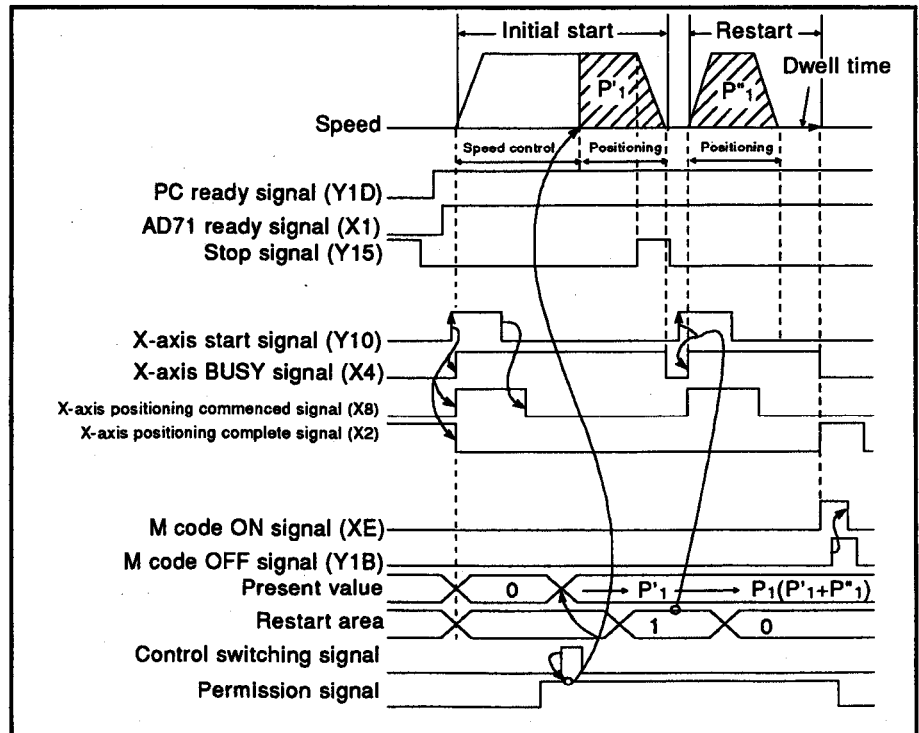 Initial start
Restart
Dwell time
P'1
P"1
Speed
Speed control
Positioning
Positioning
PC ready signal (Y1D)
AD71 ready signal (X1)
Stop signal (Y15)
X-axis start signal (Y10)
X-axis BUSY signal (X4)
X-axis positioning commenced signal (X8)
X-axis positioning complete signal (X2)
M code ON signal (XE)
M code OFF signal (Y1B)
Present value
0
P'1
P1(P'1+P"1)
Restart area
1
0
Control switching signal
Permission signal